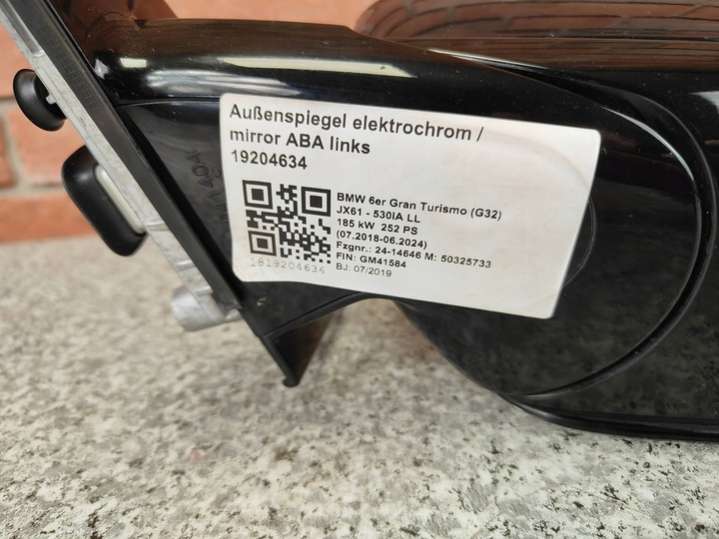 Außenspiegel elektrochrom /
mirror ABA links
19204634
BMW 6er Gran Turismo (G32)
JX61 - 530IA LL
185 kW 252 PS
(07.2018-06.2024)
Fzgnr.: 24-14646 M: 50325733
FIN: GM41584
BJ: 07/2019
1819204634